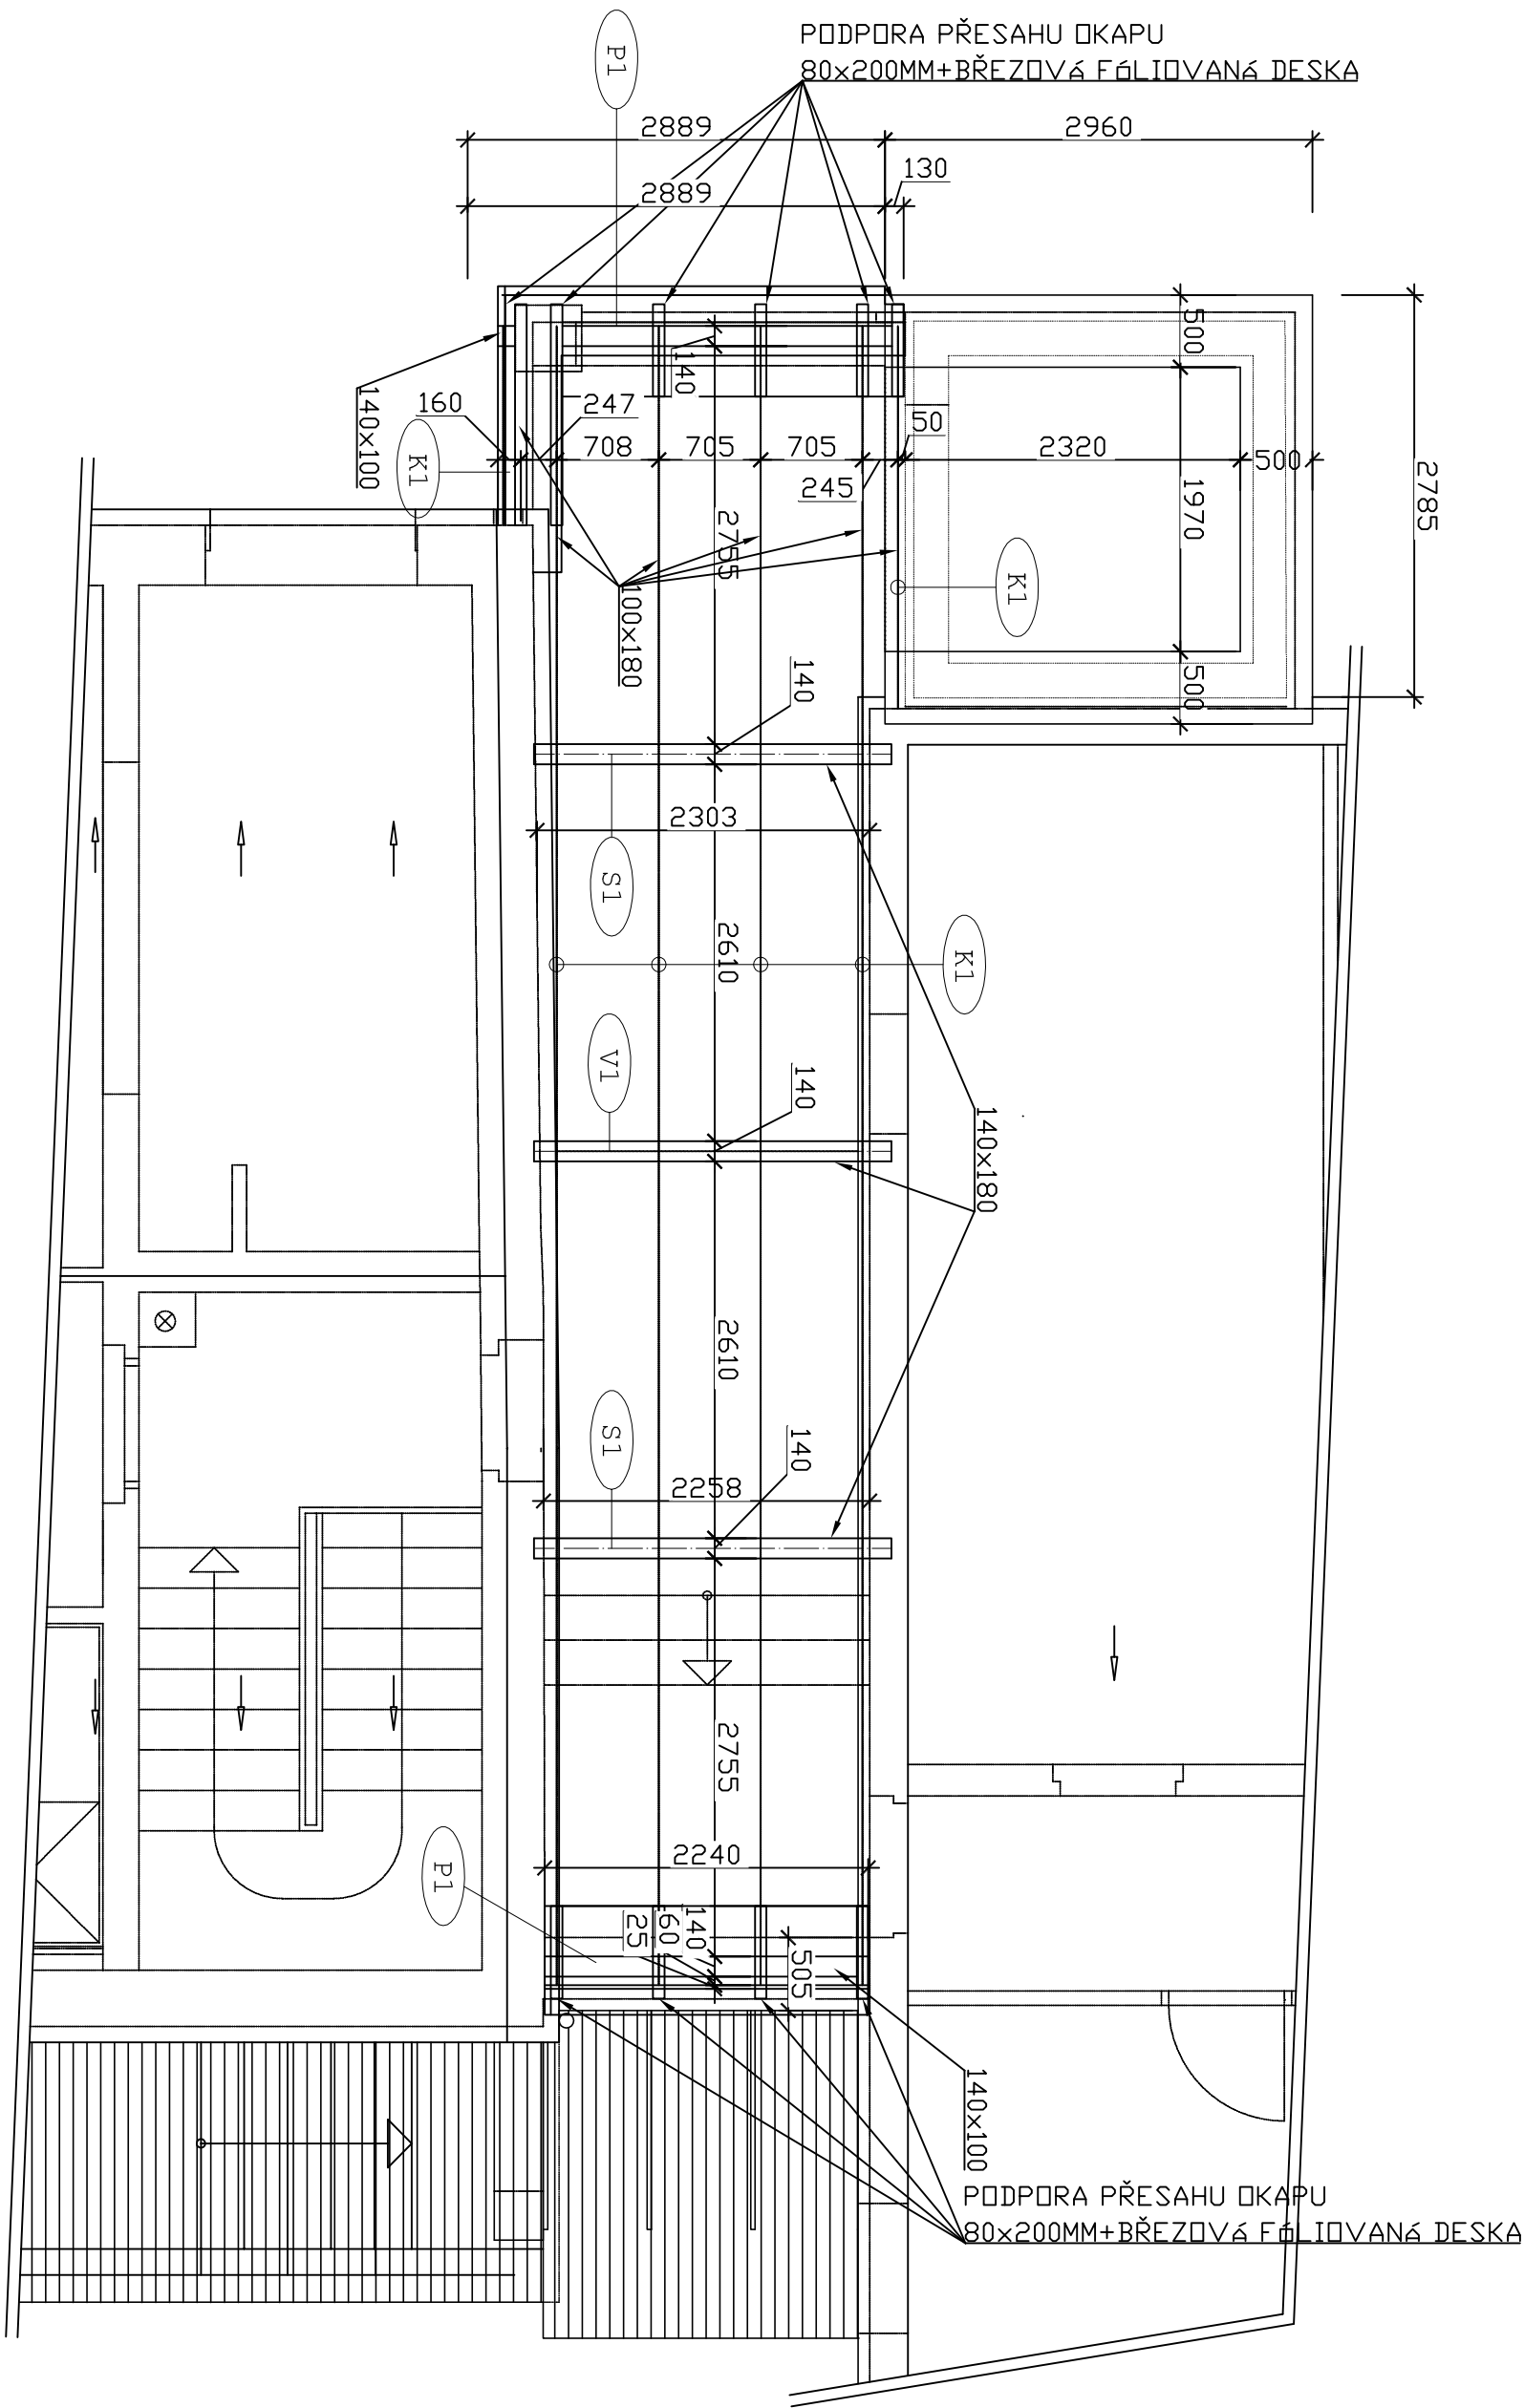 PODPORA PŘESAHU OKAPU
80x200MM+BŘEZOVá FóLIOVANá DESKA
P1
2889
2960
130
2889
500
140
140x100
160
247
50
K1
708
705
705
2320
500
245
2785
1970
2755
K1
100x180
140
500
2303
S1
2610
K1
V1
140
140x180
2610
S1
140
2258
2755
2240
P1
25
60
140
505
140x100
PODPORA PŘESAHU OKAPU
80x200MM+BŘEZOVá FóLIOVANá DESKA